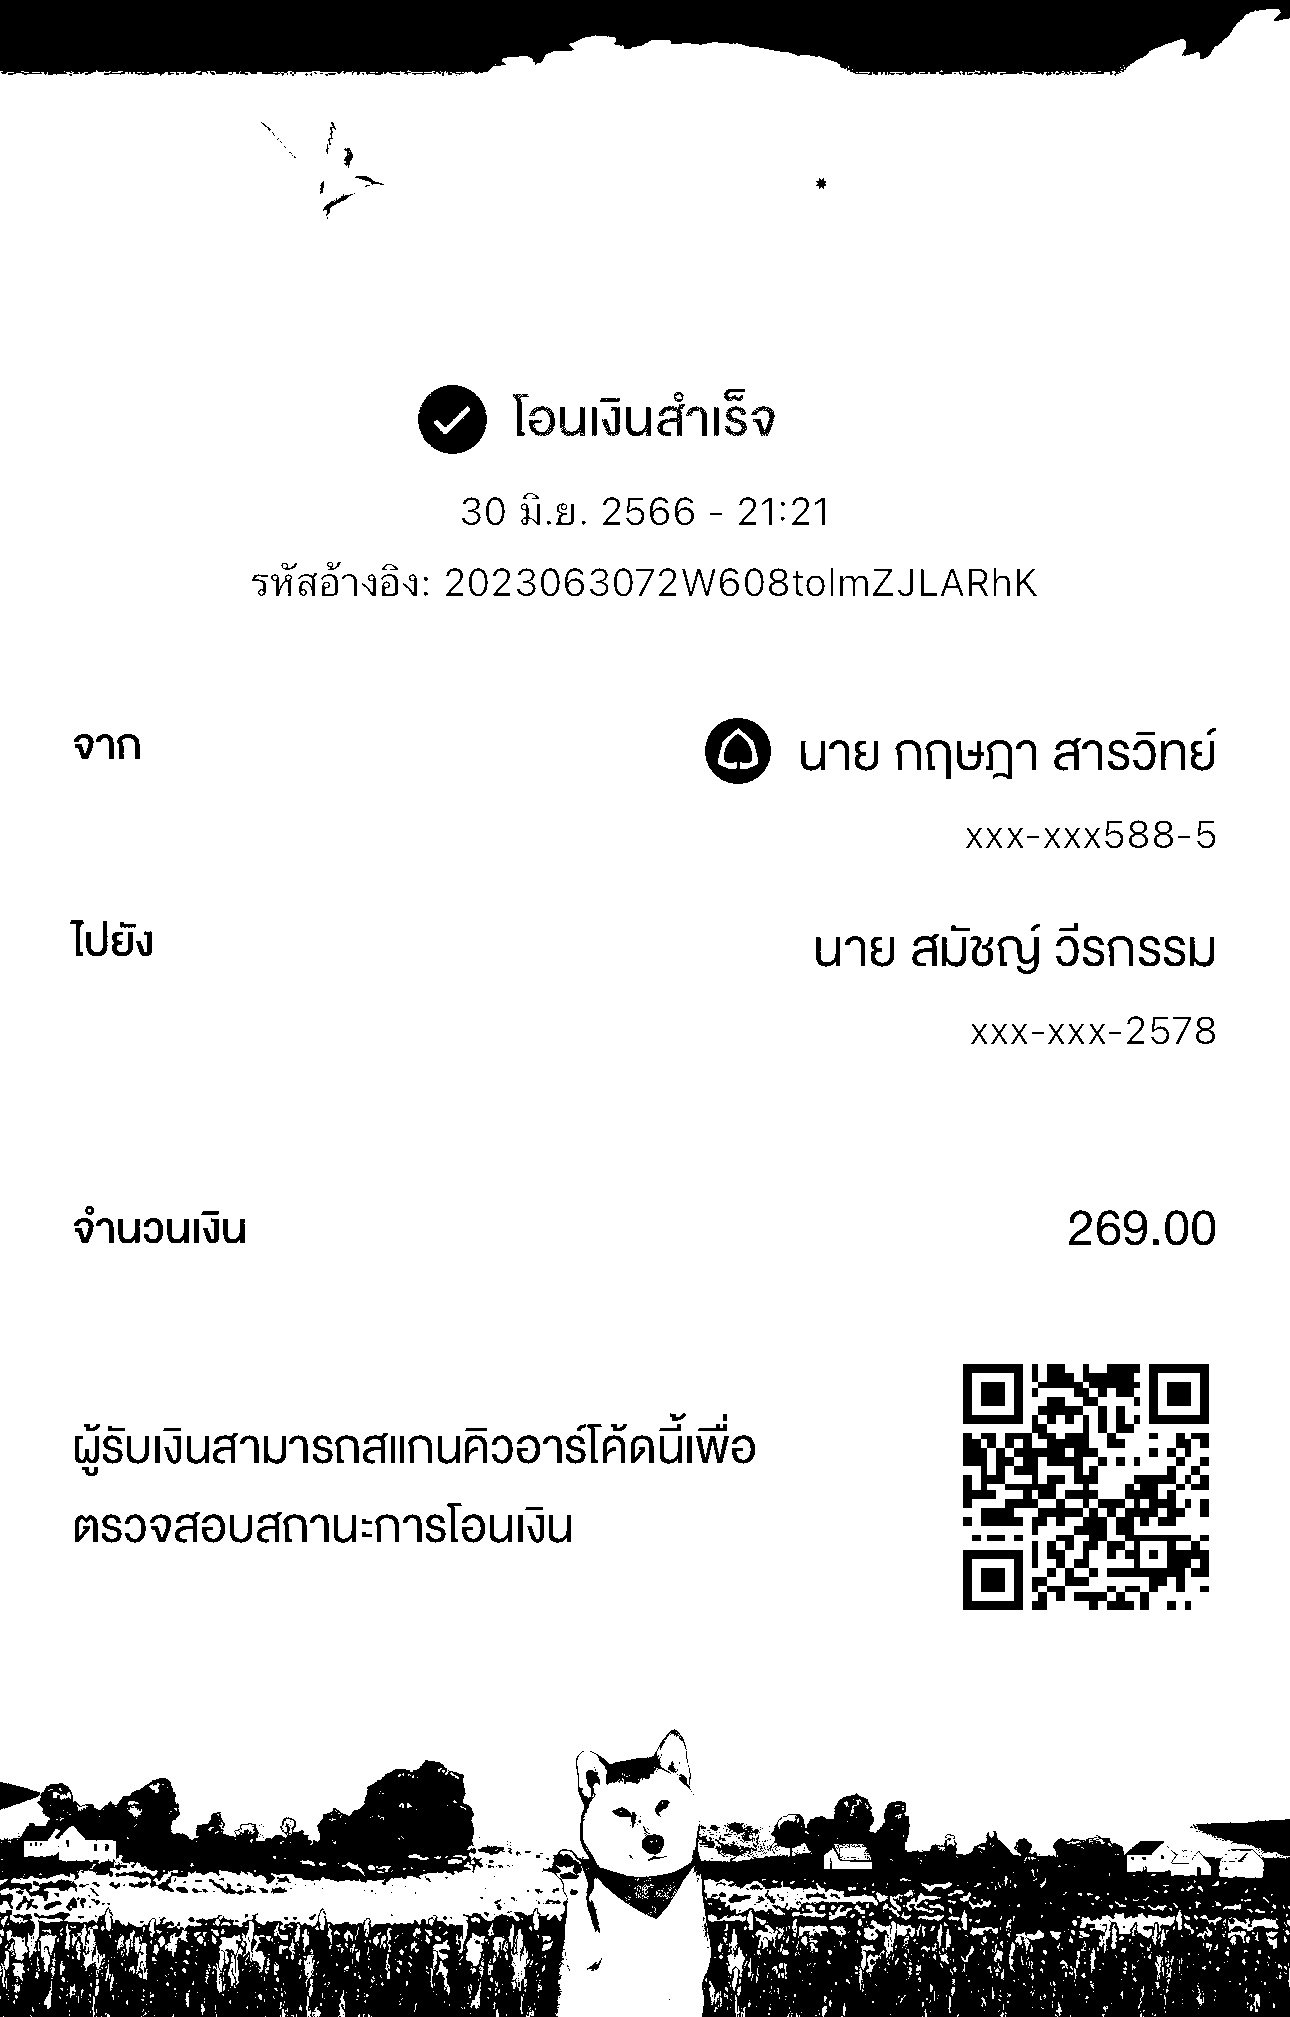 โอนเงินสำเร็จ
30 มิ.ย. 2566 - 21:21
รหัสอ้างอิง: 2023063072W608tolmZJLARhK
จาก
นาย กฤษฎา สารวิทย์
xxx-xxx588-5
ไปยัง
นาย สมัชญ์ วีรกรรม
xxx-xxx-2578
จำนวนเงิน
269.00
ผู้รับเงินสามารถสแกนคิวอาร์โค้ดนี้เพื่อ
ตรวจสอบสถานะการโอนเงิน